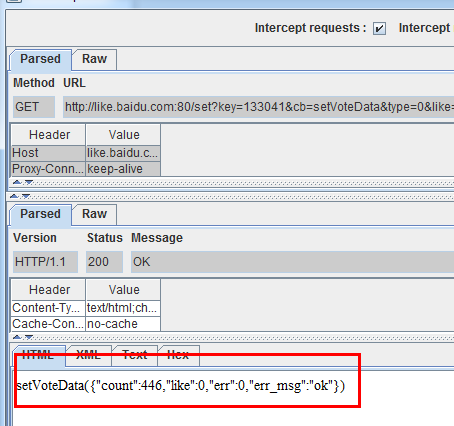 Intercept requests : Intercept
Parsed Raw
Method URL
GET http://like.baidu.com:80/set?key=133041&cb=setVoteData&type=0&like=
Header Value
Host like.baidu.c...
Proxy-Conn... keep-alive
Parsed Raw
Version Status Message
HTTP/1.1 200 OK
Header Value
Content-Ty... text/html;ch...
Cache-Con... no-cache
HTML XML Text Hex
setVoteData({"count":446,"like":0,"err":0,"err_msg":"ok"})